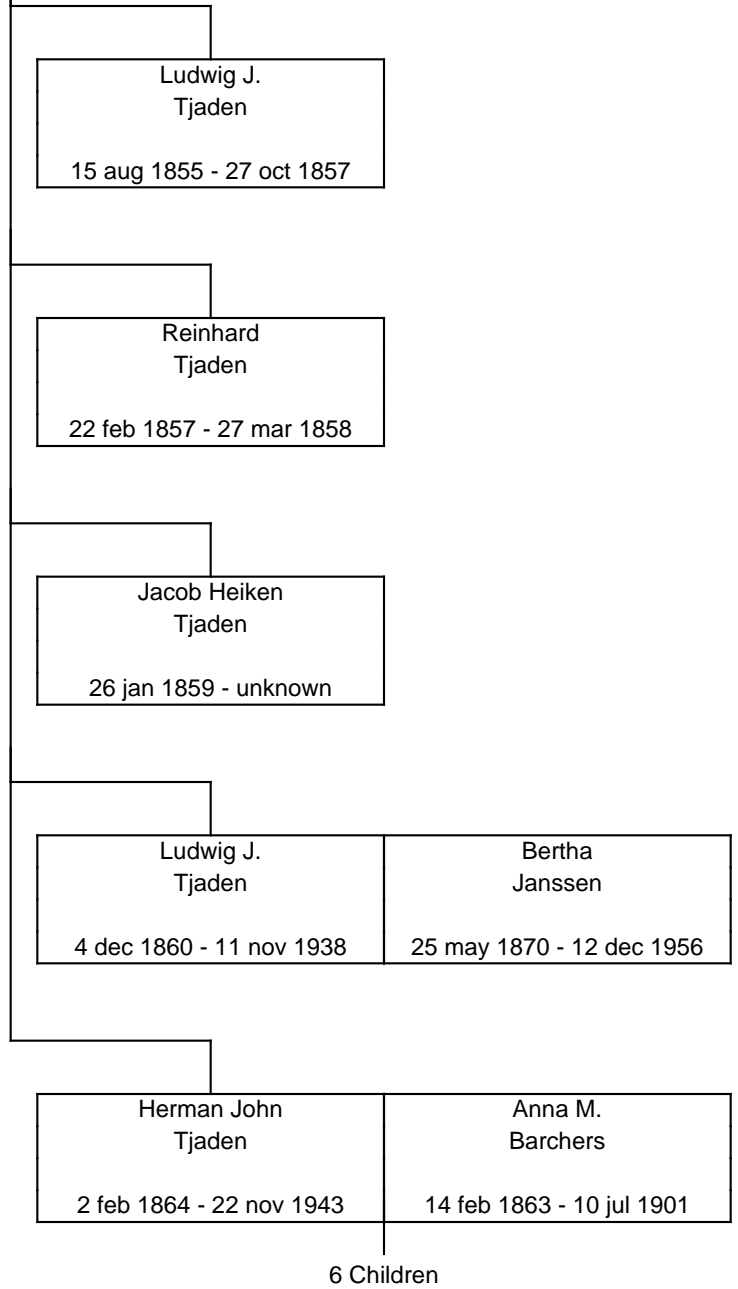 Ludwig J.
Tjaden
15 aug 1855 - 27 oct 1857
Reinhard
Tjaden
22 feb 1857 - 27 mar 1858
Jacob Heiken
Tjaden
26 jan 1859 - unknown
Ludwig J.
Tjaden
4 dec 1860 - 11 nov 1938
Bertha
Janssen
25 may 1870 - 12 dec 1956
Herman John
Tjaden
2 feb 1864 - 22 nov 1943
Anna M.
Barchers
14 feb 1863 - 10 jul 1901
6 Children